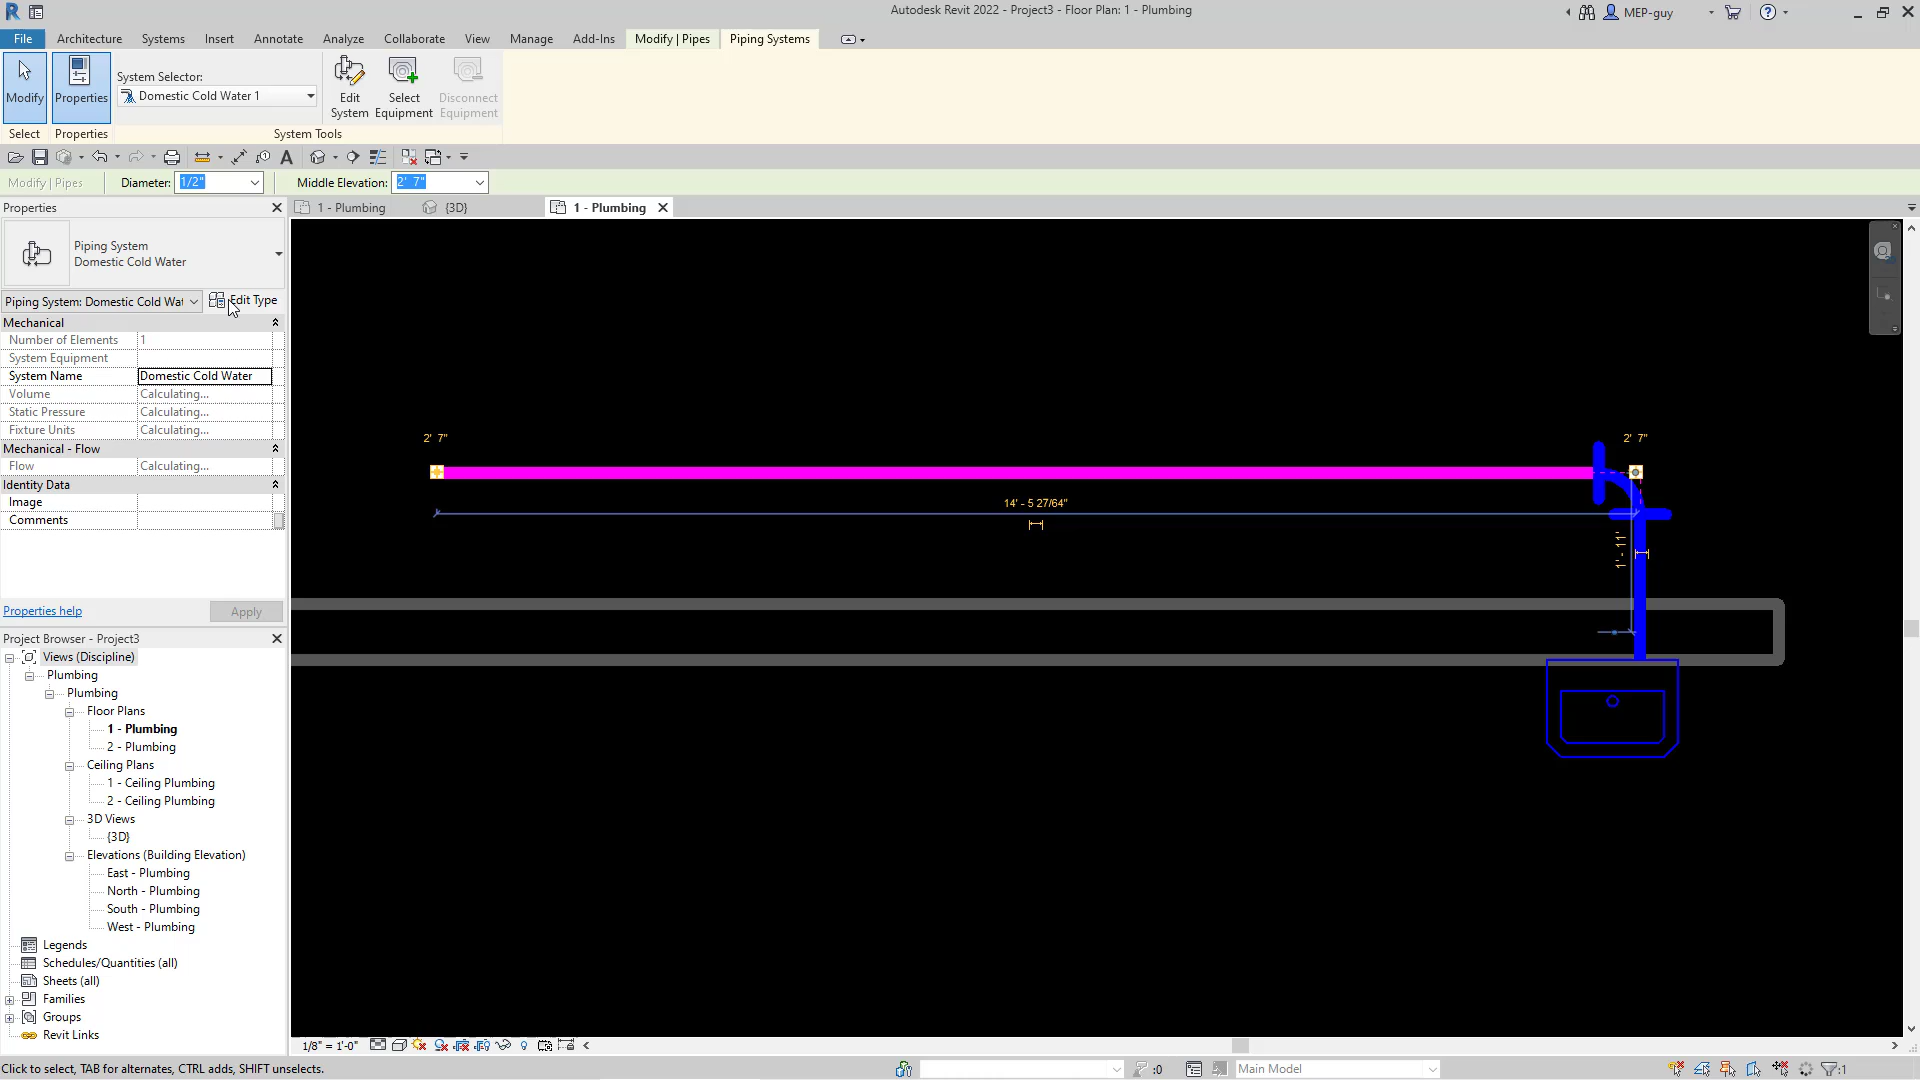 Autodesk Revit 2022 - Project3 - Floor Plan: 1 - Plumbing
MEP-guy
File Architecture Systems Insert Annotate Analyze Collaborate View Manage Add-Ins Modify | Pipes Piping Systems
Modify
Properties
System Selector:
Domestic Cold Water 1
Edit System
Select Equipment
Disconnect Equipment
Select Properties System Tools
Modify | Pipes Diameter: 1/2" Middle Elevation: 2' 7"
Properties
1 - Plumbing {3D} 1 - Plumbing
Piping System
Domestic Cold Water
Piping System: Domestic Cold Wat Edit Type
Mechanical
Number of Elements 1
System Equipment
System Name Domestic Cold Water
Volume Calculating...
Static Pressure Calculating...
Fixture Units Calculating...
Mechanical - Flow
Flow Calculating...
Identity Data
Image
Comments
Properties help Apply
2' 7"
2' 7"
14' - 5 27/64"
1' - 11'
Project Browser - Project3
Views (Discipline)
Plumbing
Plumbing
Floor Plans
1 - Plumbing
2 - Plumbing
Ceiling Plans
1 - Ceiling Plumbing
2 - Ceiling Plumbing
3D Views
{3D}
Elevations (Building Elevation)
East - Plumbing
North - Plumbing
South - Plumbing
West - Plumbing
Legends
Schedules/Quantities (all)
Sheets (all)
Families
Groups
Revit Links
1/8" = 1'-0"
Click to select, TAB for alternates, CTRL adds, SHIFT unselects.
:0
Main Model
:1